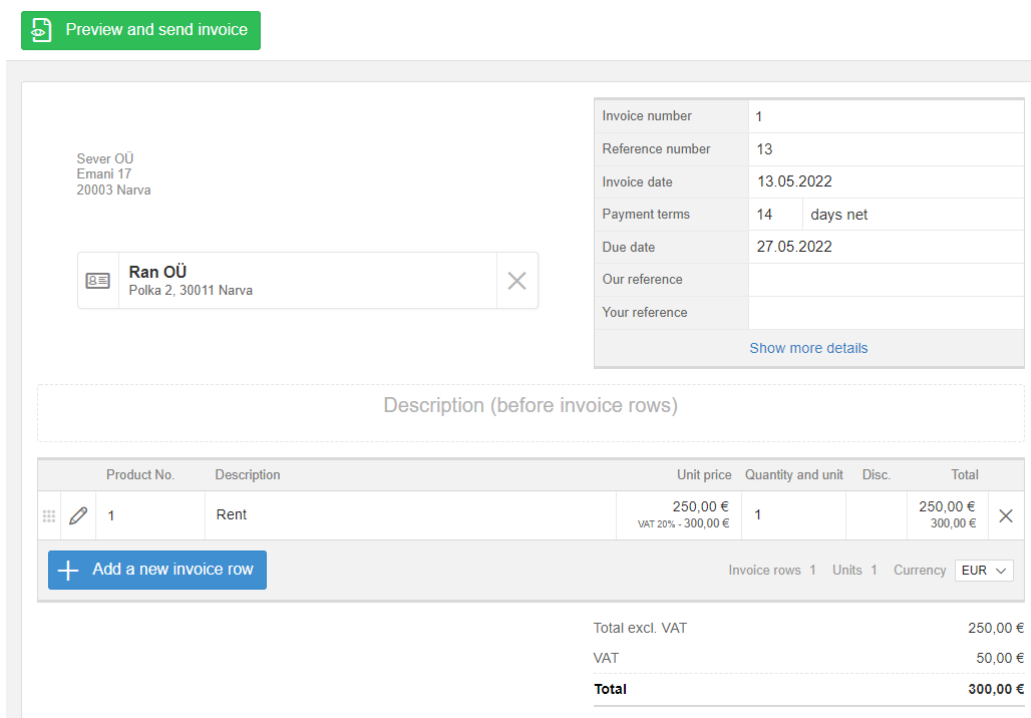 Preview and send invoice
Sever OÜ
Emani 17
20003 Narva
Ran OÜ
Polka 2, 30011 Narva
Invoice number 1
Reference number 13
Invoice date 13.05.2022
Payment terms 14 days net
Due date 27.05.2022
Our reference
Your reference
Show more details
Description (before invoice rows)
Product No. Description Unit price Quantity and unit Disc. Total
1 Rent 250,00 € 1 250,00 €
VAT 20% - 300,00 € 300,00 €
Add a new invoice row Invoice rows 1 Units 1 Currency EUR
Total excl. VAT 250,00 €
VAT 50,00 €
Total 300,00 €